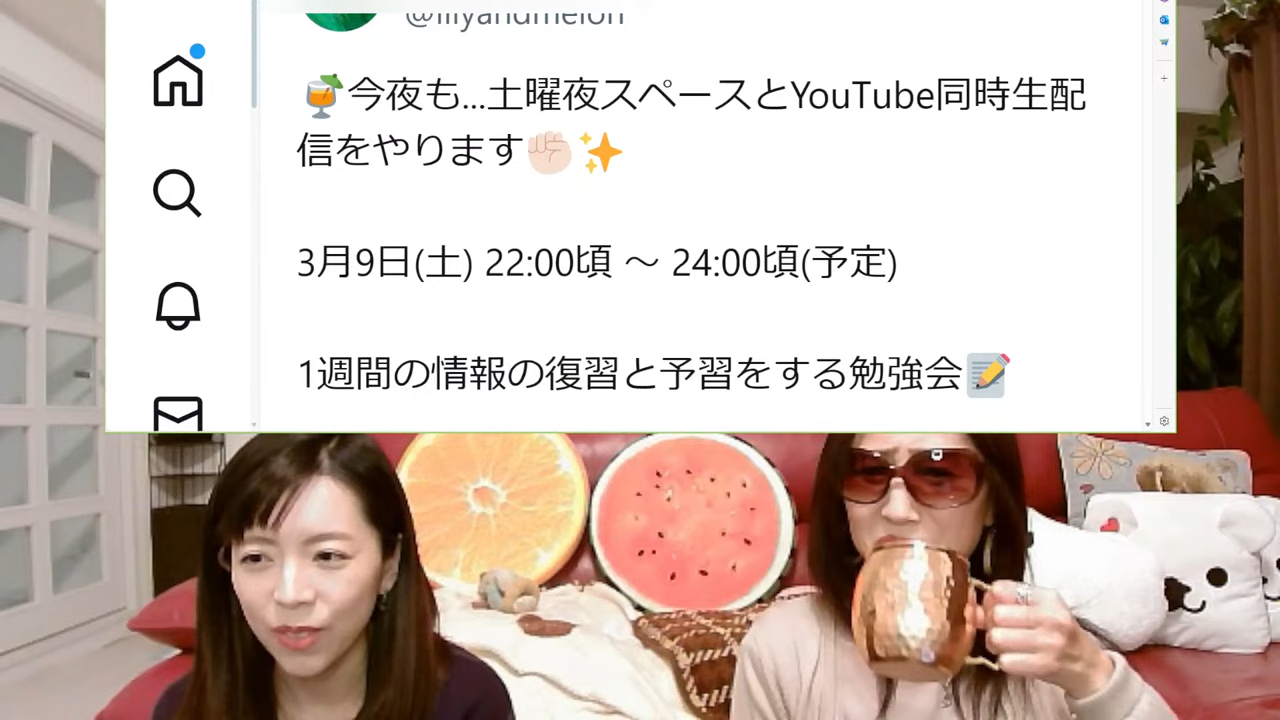 @lilyandmelon
🍹今夜も...土曜夜スペースとYouTube同時生配
信をやります✊🏻✨
3月9日(土) 22:00頃 ～ 24:00頃(予定)
1週間の情報の復習と予習をする勉強会📝